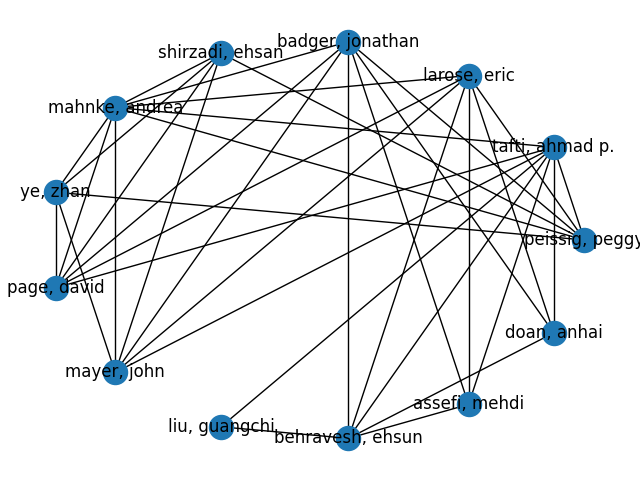 badger, jonathan
shirzadi, ehsan
larose, eric
mahnke, andrea
tafti, ahmad p.
ye, zhan
peissig, peggy
page, david
doan, anhai
mayer, john
assefi, mehdi
liu, guangchi
behravesh, ehsun